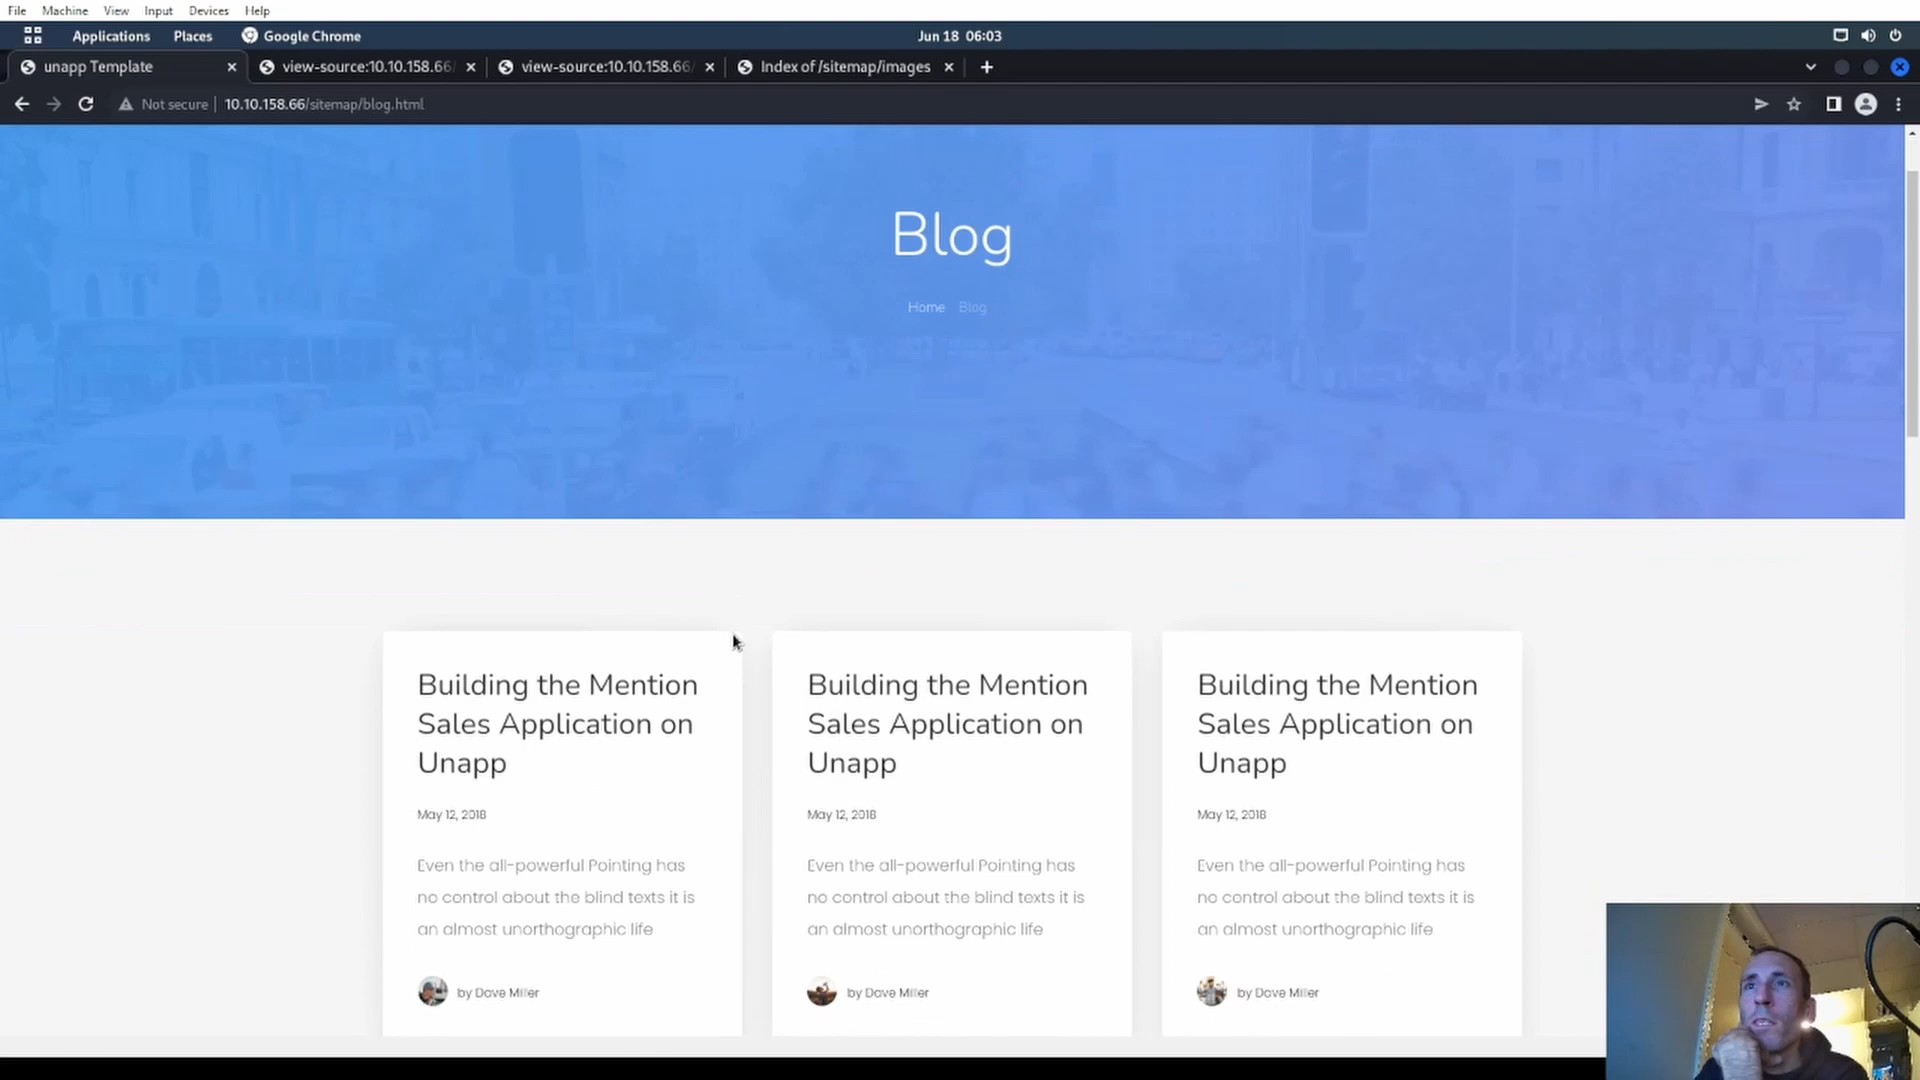 File Machine View Input Devices Help
Applications Places Google Chrome Jun 18 06:03
unapp Template view-source:10.10.158.66/ view-source:10.10.158.66/ Index of /sitemap/images
Not secure 10.10.158.66/sitemap/blog.html
Blog
Home Blog
Building the Mention
Sales Application on
Unapp
May 12, 2018
Even the all-powerful Pointing has
no control about the blind texts it is
an almost unorthographic life
by Dave Miller
Building the Mention
Sales Application on
Unapp
May 12, 2018
Even the all-powerful Pointing has
no control about the blind texts it is
an almost unorthographic life
by Dave Miller
Building the Mention
Sales Application on
Unapp
May 12, 2018
Even the all-powerful Pointing has
no control about the blind texts it is
an almost unorthographic life
by Dave Miller